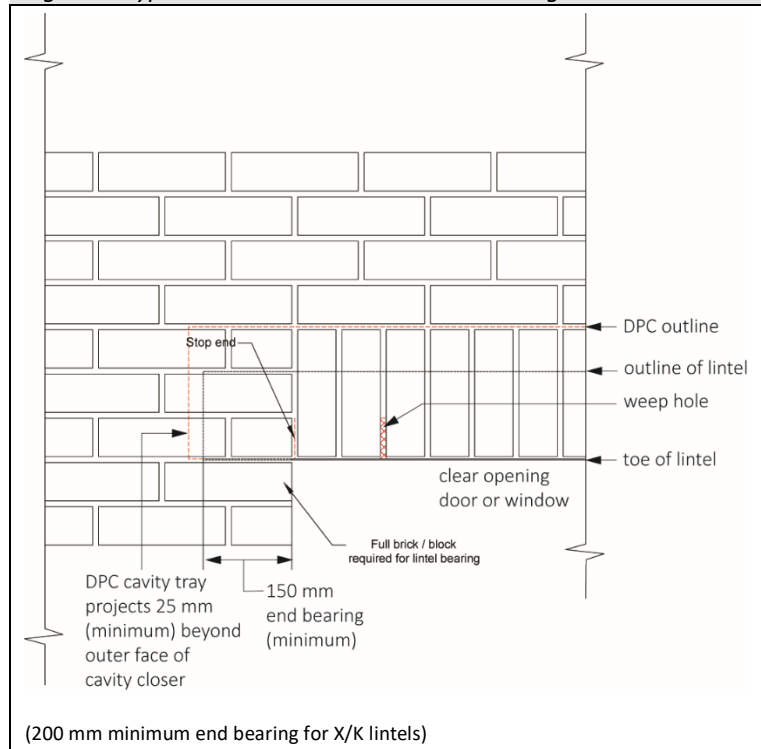 DPC outline
Stop end
outline of lintel
weep hole
toe of lintel
clear opening
door or window
Full brick / block
required for lintel bearing
DPC cavity tray
projects 25 mm
(minimum) beyond
outer face of
cavity closer
150 mm
end bearing
(minimum)
(200 mm minimum end bearing for X/K lintels)